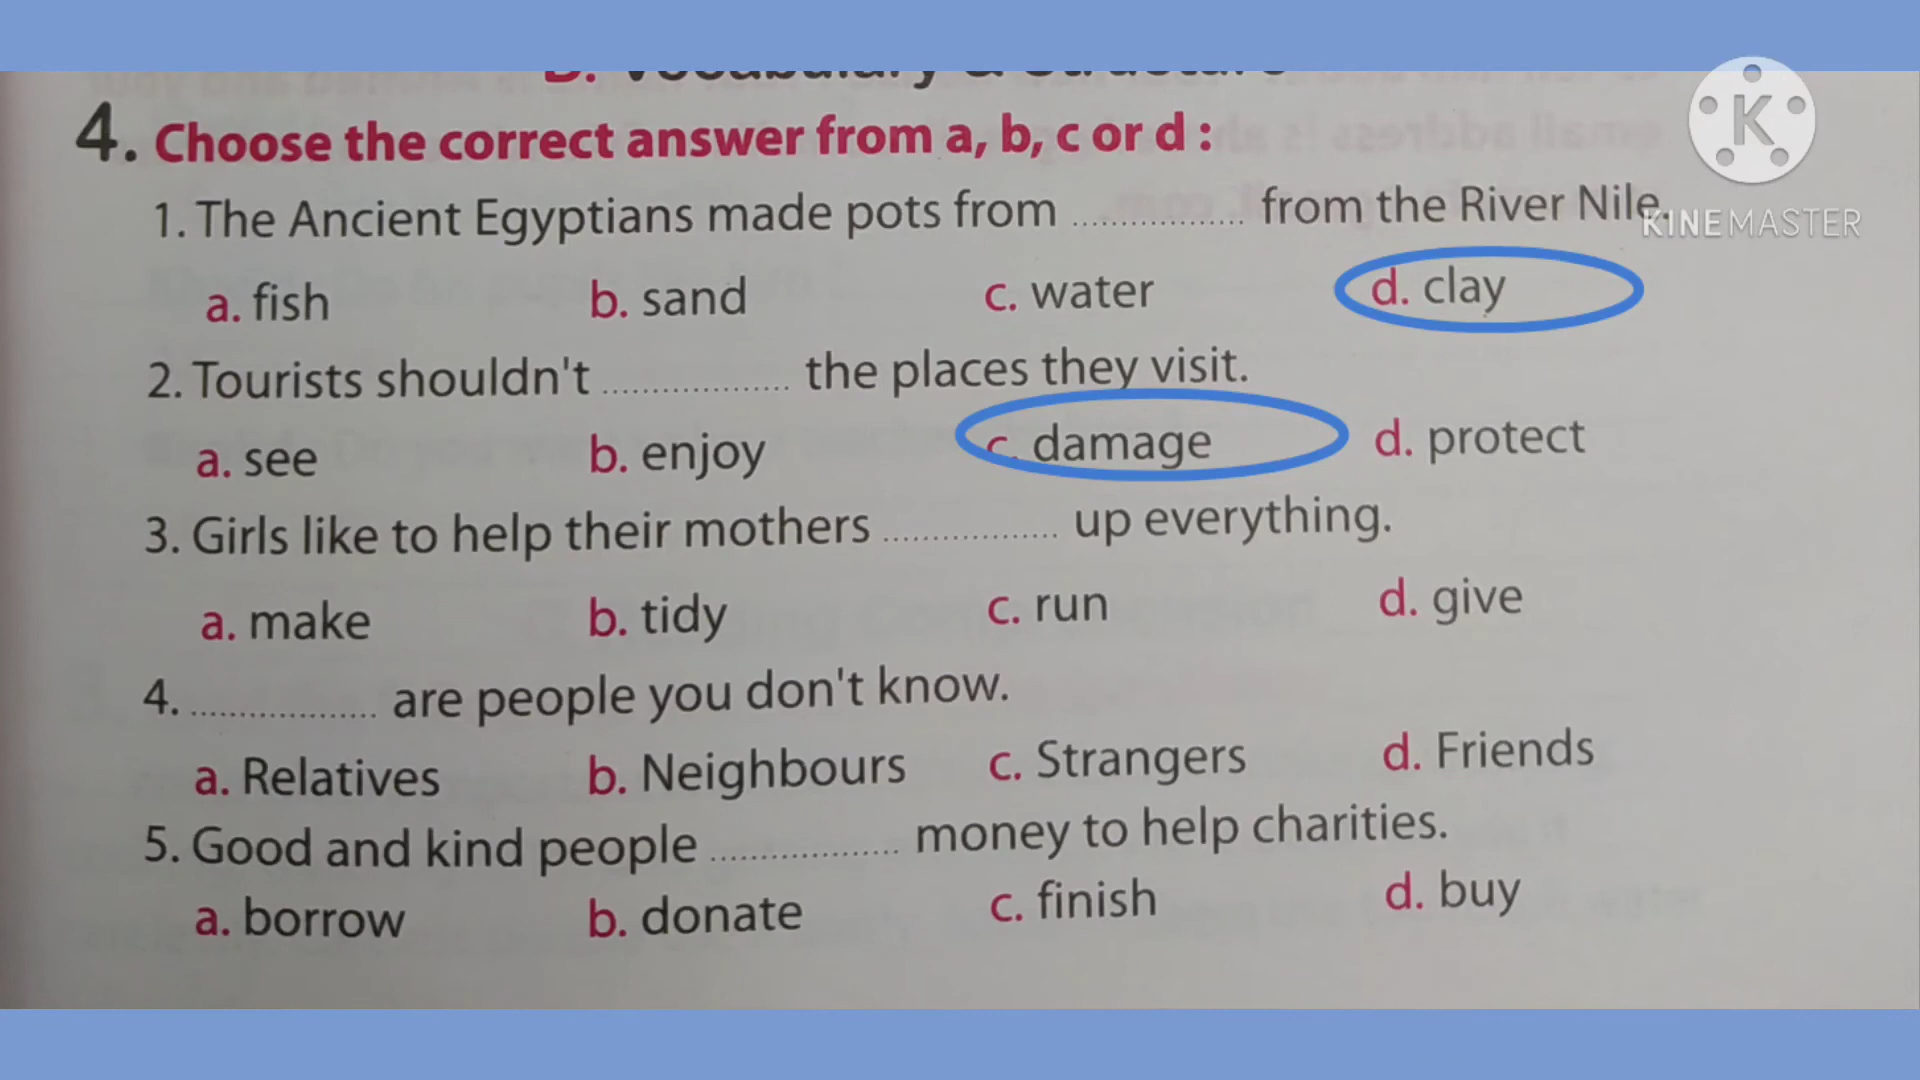 B. Vocabulary & Structure
4. Choose the correct answer from a, b, c or d :
1. The Ancient Egyptians made pots from ................. from the River Nile.
a. fish b. sand c. water d. clay
2. Tourists shouldn't ................. the places they visit.
a. see b. enjoy c. damage d. protect
3. Girls like to help their mothers ................. up everything.
a. make b. tidy c. run d. give
4. ................. are people you don't know.
a. Relatives b. Neighbours c. Strangers d. Friends
5. Good and kind people ................. money to help charities.
a. borrow b. donate c. finish d. buy
K
KINEMASTER